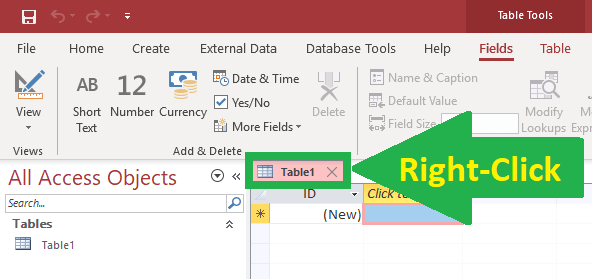 Table Tools
File Home Create External Data Database Tools Help Fields Table
View
Views
AB
Short
Text
12
Number
Currency
Date & Time
Yes/No
More Fields
Delete
Add & Delete
Name & Caption
Default Value
Field Size
Modify
Lookups
Modify
All Access Objects
Search...
Tables
Table1
Table1
Right-Click
ID
Click
(New)